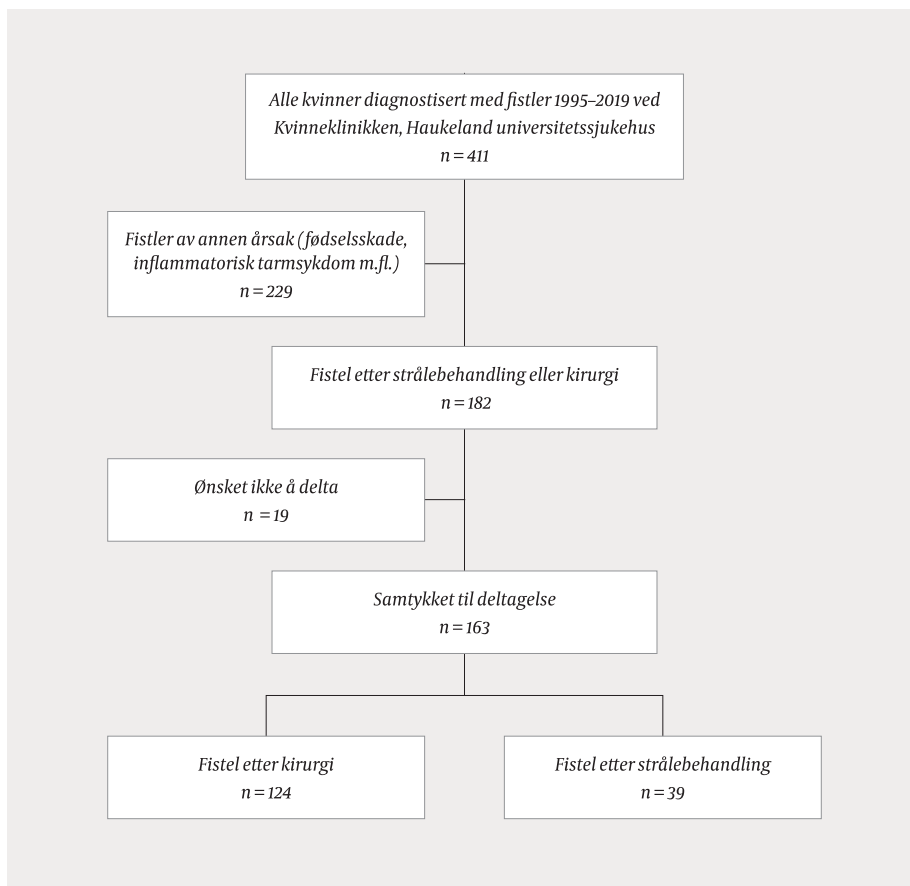 Alle kvinner diagnostisert med fistler 1995–2019 ved
Kvinneklinikken, Haukeland universitetssjukehus
n = 411
Fistler av annen årsak (fødselsskade,
inflammatorisk tarmsykdom m.fl.)
n = 229
Fistel etter strålebehandling eller kirurgi
n = 182
Ønsket ikke å delta
n = 19
Samtykket til deltagelse
n = 163
Fistel etter kirurgi
n = 124
Fistel etter strålebehandling
n = 39